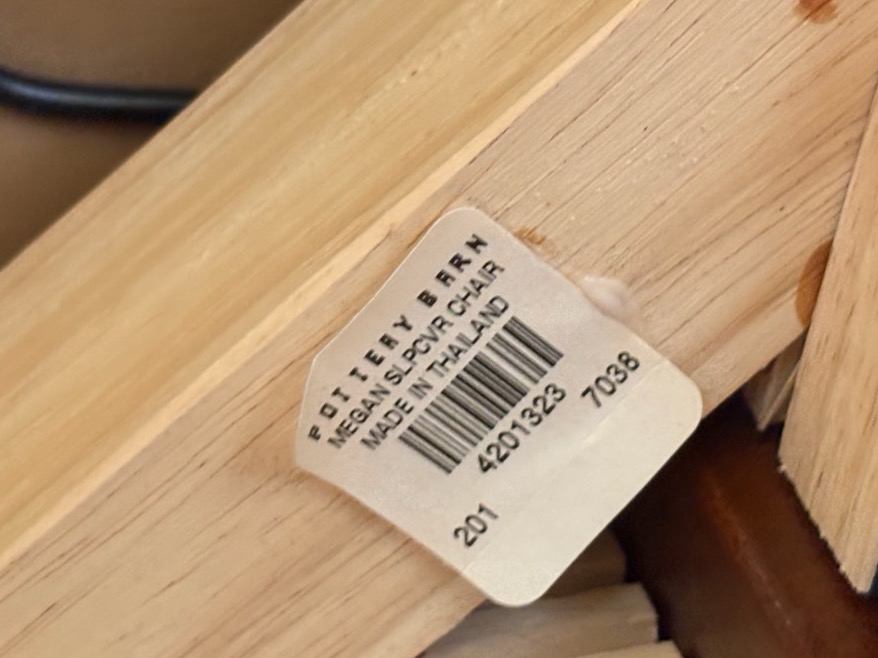 POTTERY BARN
MEGAN SLPCVR CHAIR
MADE IN THAILAND
4201323 7038
201